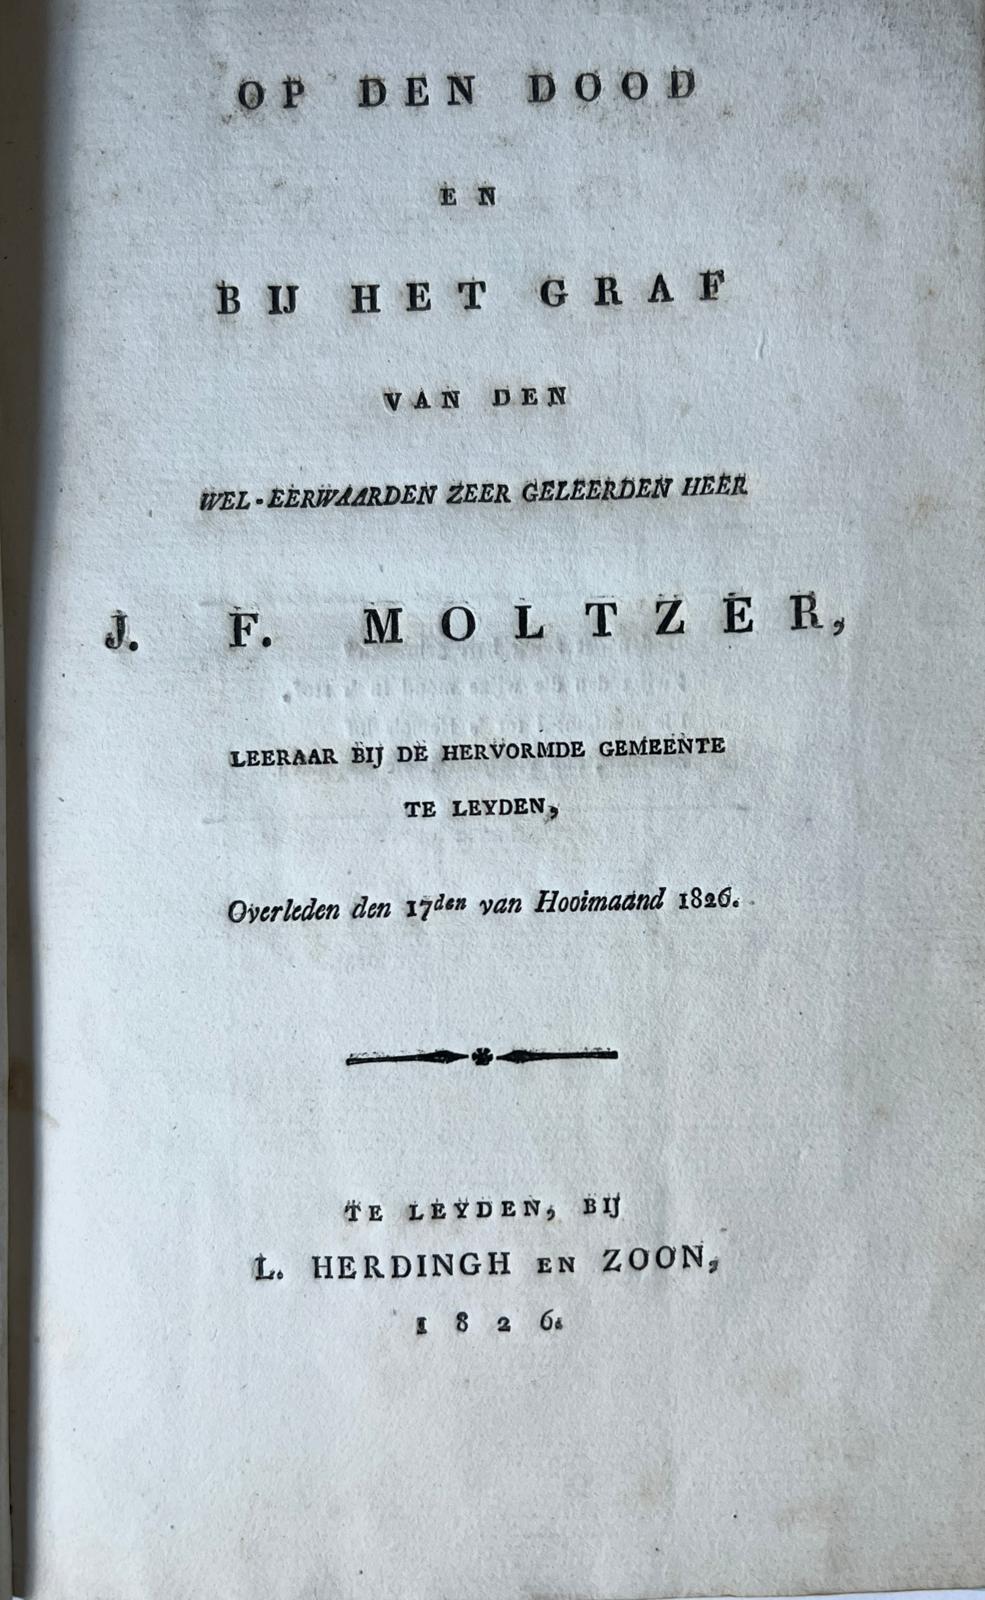 OP DEN DOOD
EN
BIJ HET GRAF
VAN DEN
WEL-EERWAARDEN ZEER GELEERDEN HEER
J. F. MOLTZER,
LEERAAR BIJ DE HERVORMDE GEMEENTE
TE LEYDEN,
Overleden den 17den van Hooimaand 1826.
TE LEYDEN, BIJ
L. HERDINGH EN ZOON,
1826.